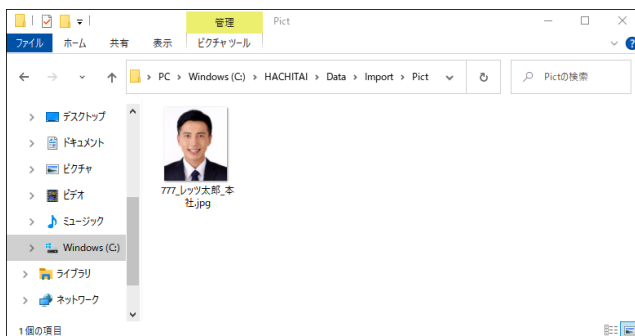 管理
Pict
ファイル ホーム 共有 表示 ピクチャ ツール
PC > Windows (C:) > HACHITAI > Data > Import > Pict
Pictの検索
デスクトップ
ドキュメント
ピクチャ
ビデオ
ミュージック
Windows (C:)
ライブラリ
ネットワーク
777_レッツ太郎_本
社.jpg
1 個の項目